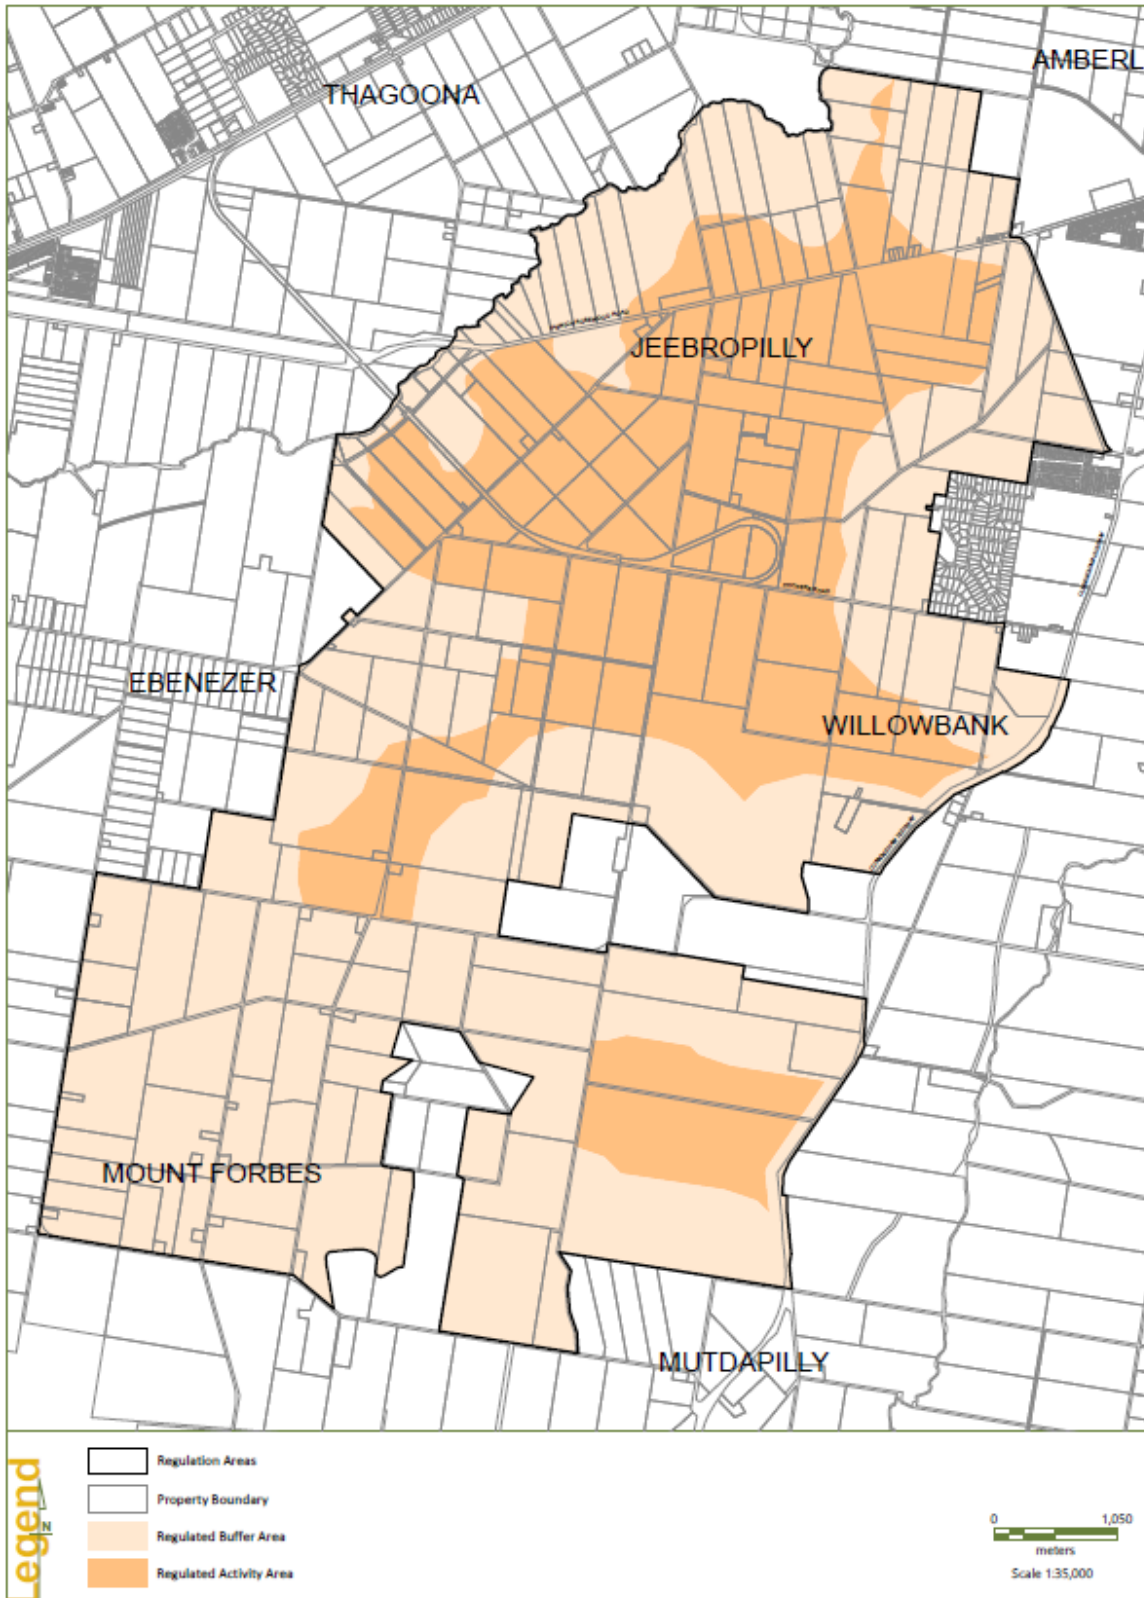 AMBERL
THAGOONA
JEEBROPILLY
EBENEZER
WILLOWBANK
MOUNT FORBES
MUTDAPILLY
Legend
N
Regulation Areas
Property Boundary
Regulated Buffer Area
Regulated Activity Area
0 1,050
meters
Scale 1:35,000